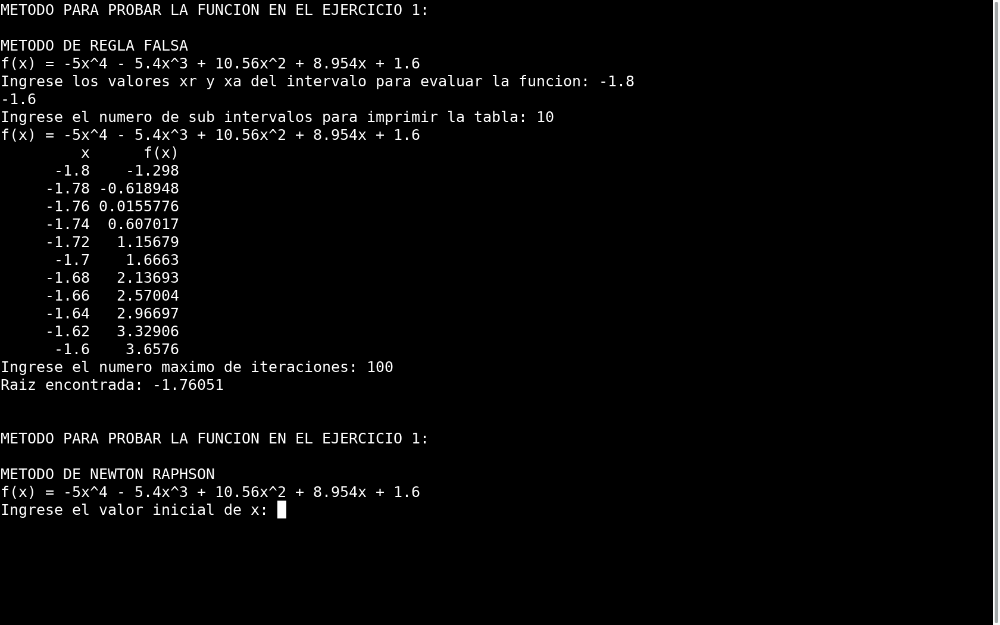 METODO PARA PROBAR LA FUNCION EN EL EJERCICIO 1:
METODO DE REGLA FALSA
f(x) = -5x^4 - 5.4x^3 + 10.56x^2 + 8.954x + 1.6
Ingrese los valores xr y xa del intervalo para evaluar la funcion: -1.8
-1.6
Ingrese el numero de sub intervalos para imprimir la tabla: 10
f(x) = -5x^4 - 5.4x^3 + 10.56x^2 + 8.954x + 1.6
x f(x)
-1.8 -1.298
-1.78 -0.618948
-1.76 0.0155776
-1.74 0.607017
-1.72 1.15679
-1.7 1.6663
-1.68 2.13693
-1.66 2.57004
-1.64 2.96697
-1.62 3.32906
-1.6 3.6576
Ingrese el numero maximo de iteraciones: 100
Raiz encontrada: -1.76051
METODO PARA PROBAR LA FUNCION EN EL EJERCICIO 1:
METODO DE NEWTON RAPHSON
f(x) = -5x^4 - 5.4x^3 + 10.56x^2 + 8.954x + 1.6
Ingrese el valor inicial de x: